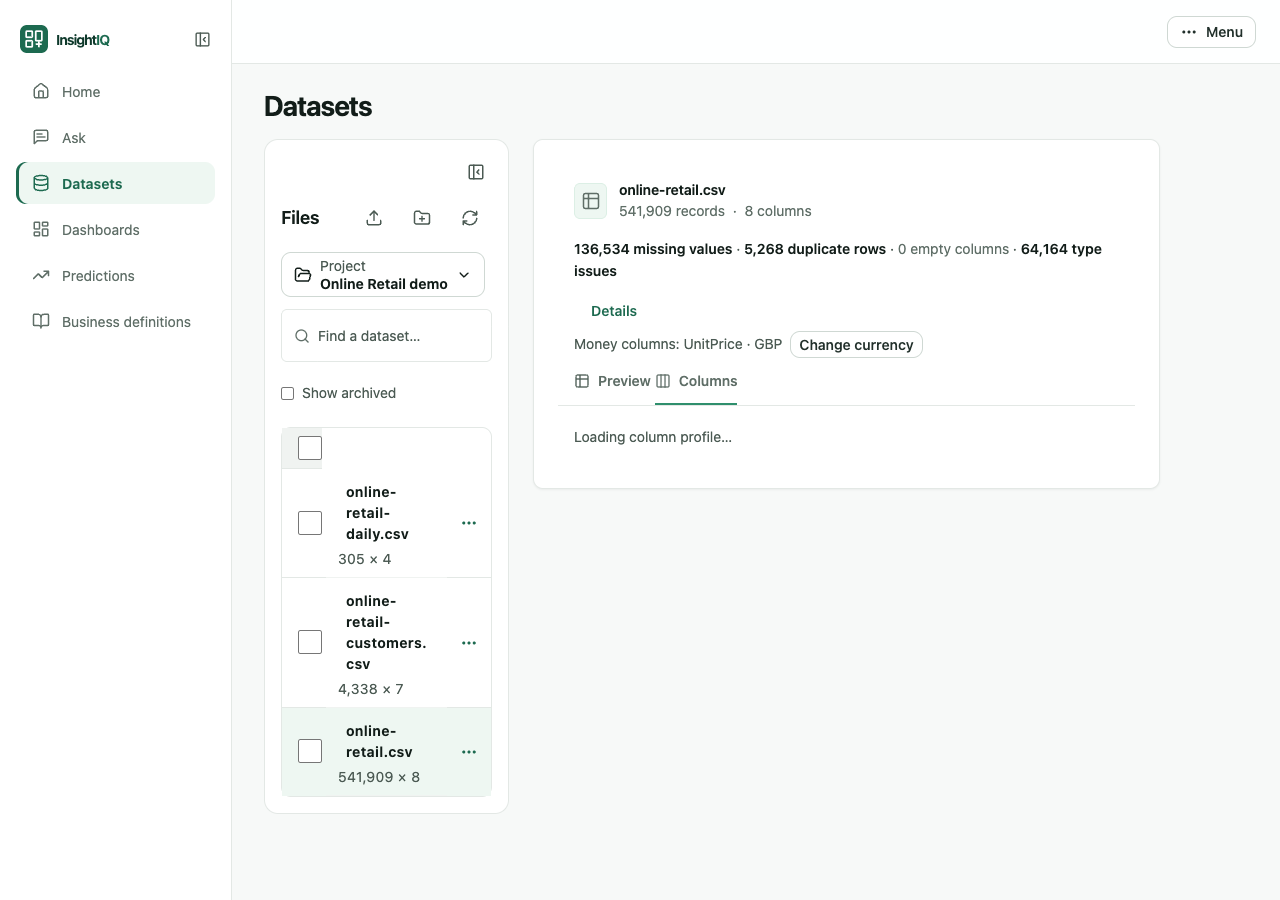 InsightIQ
Menu
Home
Ask
Datasets
Dashboards
Predictions
Business definitions
Datasets
Files
Project
Online Retail demo
Find a dataset...
Show archived
online-
retail-
daily.csv
305 × 4
online-
retail-
customers.
csv
4,338 × 7
online-
retail.csv
541,909 × 8
online-retail.csv
541,909 records · 8 columns
136,534 missing values · 5,268 duplicate rows · 0 empty columns · 64,164 type
issues
Details
Money columns: UnitPrice · GBP Change currency
Preview Columns
Loading column profile...